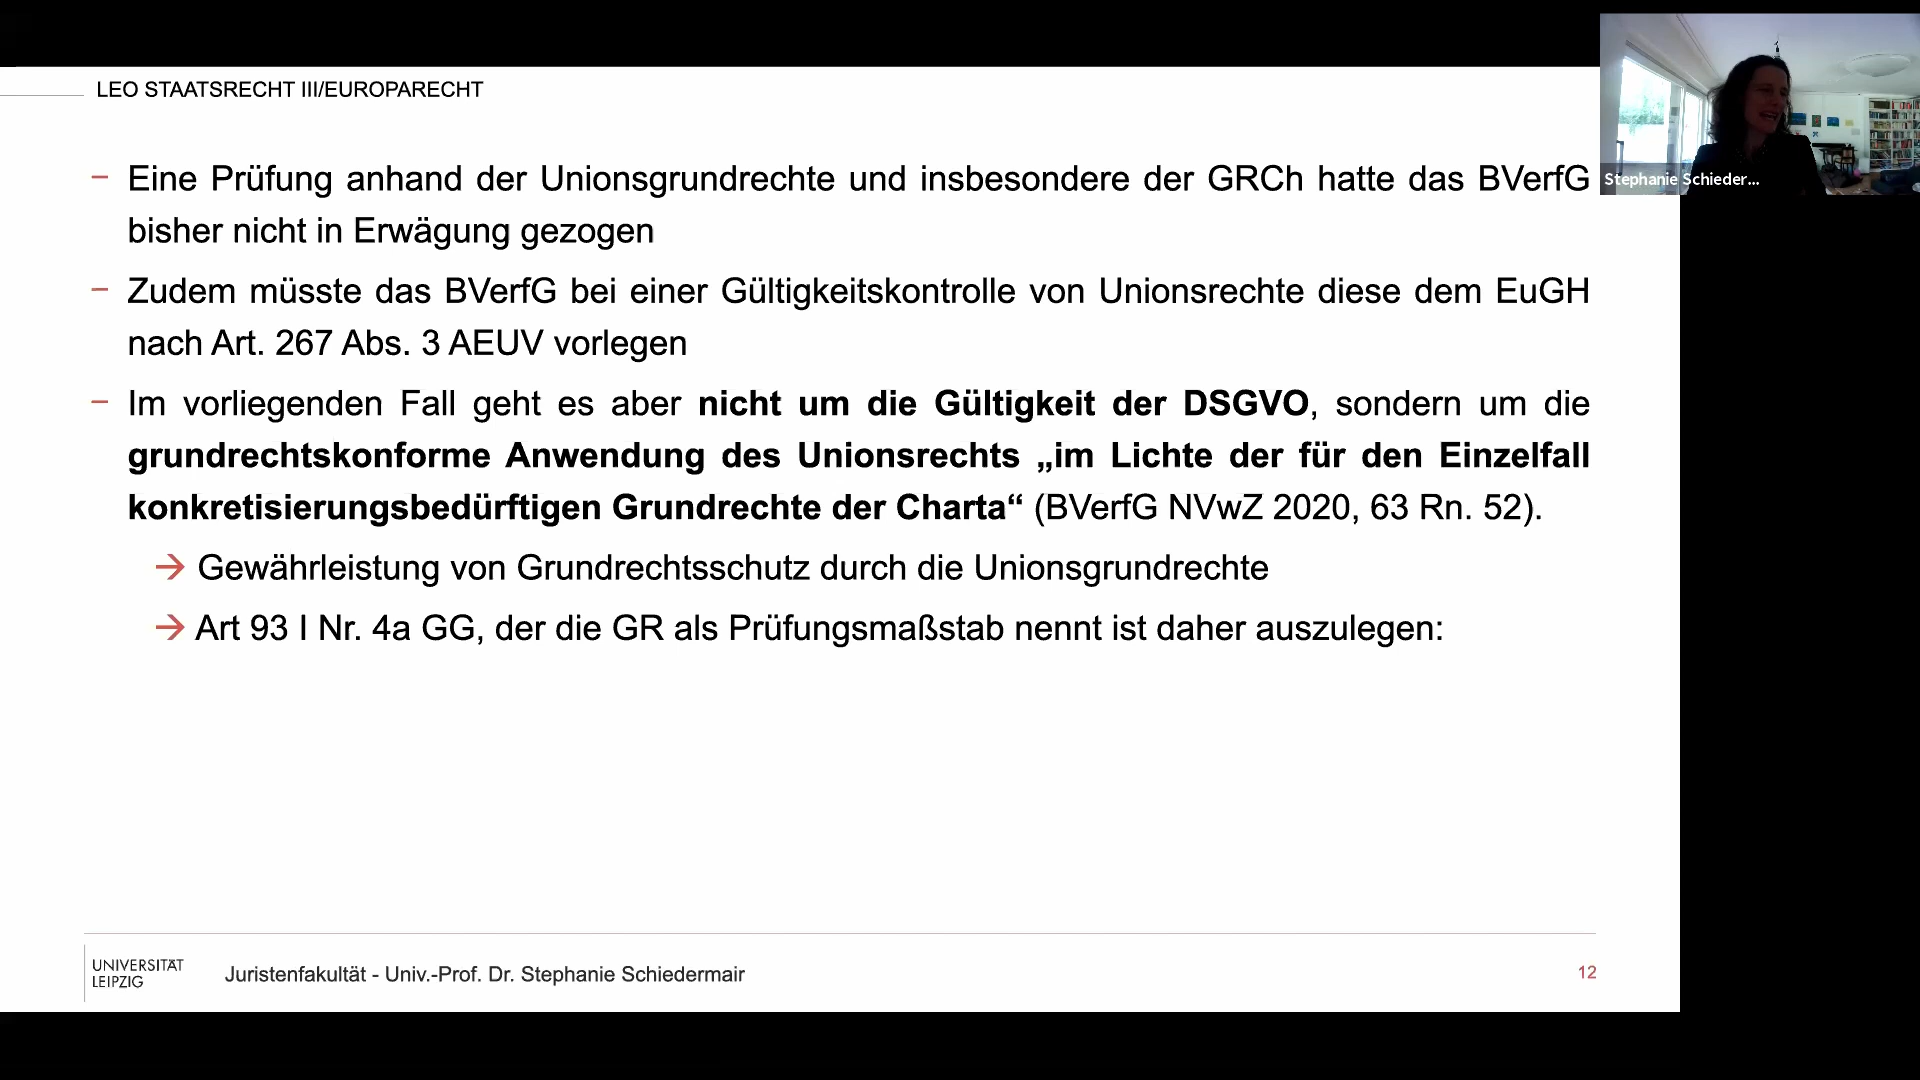 LEO STAATSRECHT III/EUROPARECHT
Stephanie Schieder...
– Eine Prüfung anhand der Unionsgrundrechte und insbesondere der GRCh hatte das BVerfG
bisher nicht in Erwägung gezogen
– Zudem müsste das BVerfG bei einer Gültigkeitskontrolle von Unionsrechte diese dem EuGH
nach Art. 267 Abs. 3 AEUV vorlegen
– Im vorliegenden Fall geht es aber nicht um die Gültigkeit der DSGVO, sondern um die
grundrechtskonforme Anwendung des Unionsrechts „im Lichte der für den Einzelfall
konkretisierungsbedürftigen Grundrechte der Charta“ (BVerfG NVwZ 2020, 63 Rn. 52).
→ Gewährleistung von Grundrechtsschutz durch die Unionsgrundrechte
→ Art 93 I Nr. 4a GG, der die GR als Prüfungsmaßstab nennt ist daher auszulegen:
UNIVERSITÄT
LEIPZIG
Juristenfakultät - Univ.-Prof. Dr. Stephanie Schiedermair
12